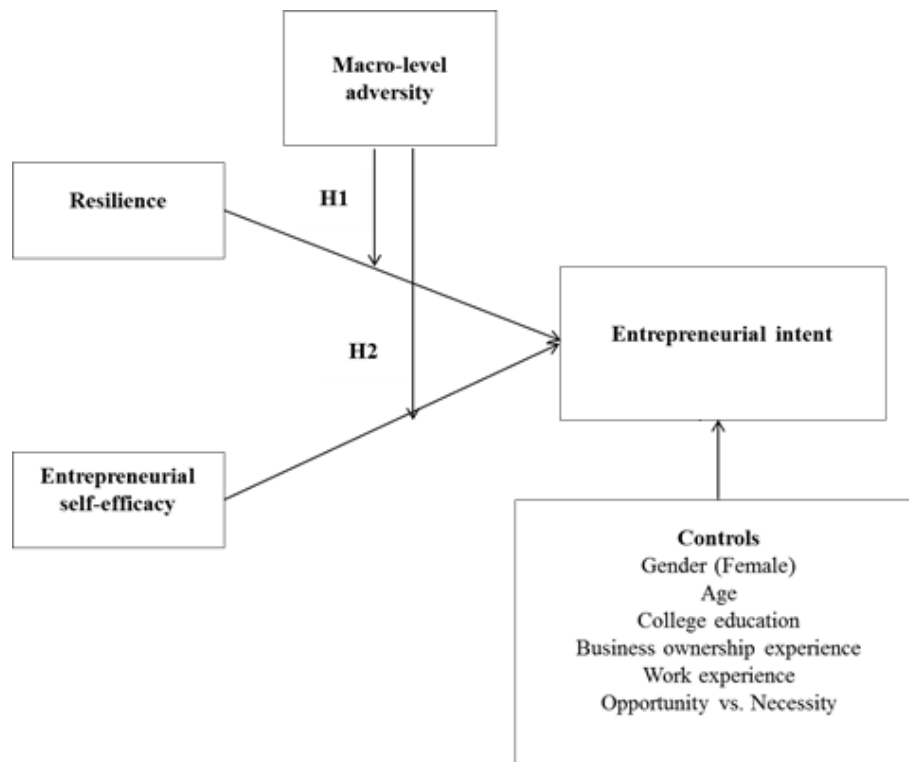 Macro-level
adversity
Resilience
H1
Entrepreneurial intent
H2
Entrepreneurial
self-efficacy
Controls
Gender (Female)
Age
College education
Business ownership experience
Work experience
Opportunity vs. Necessity